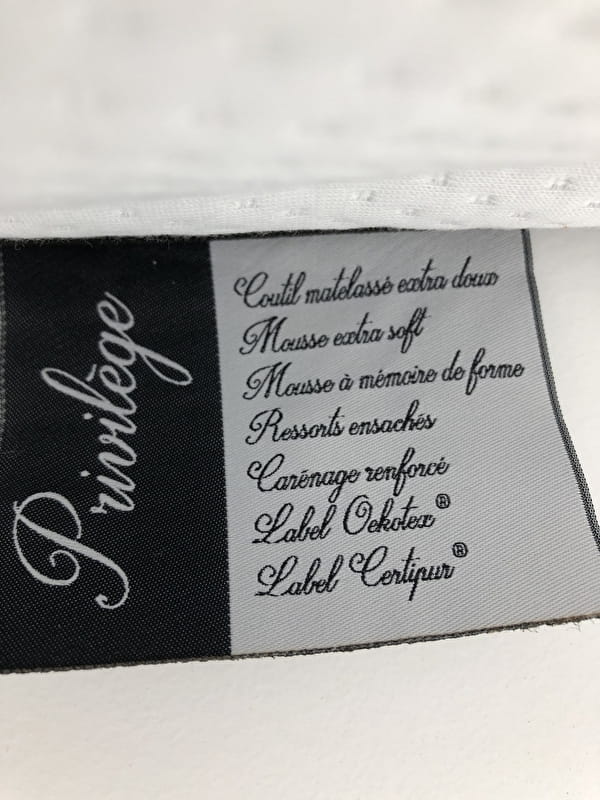 Privilège
Coutil matelassé extra doux
Mousse extra soft
Mousse à mémoire de forme
Ressorts ensachés
Carénage renforcé
Label Oekotex®
Label Certipur®